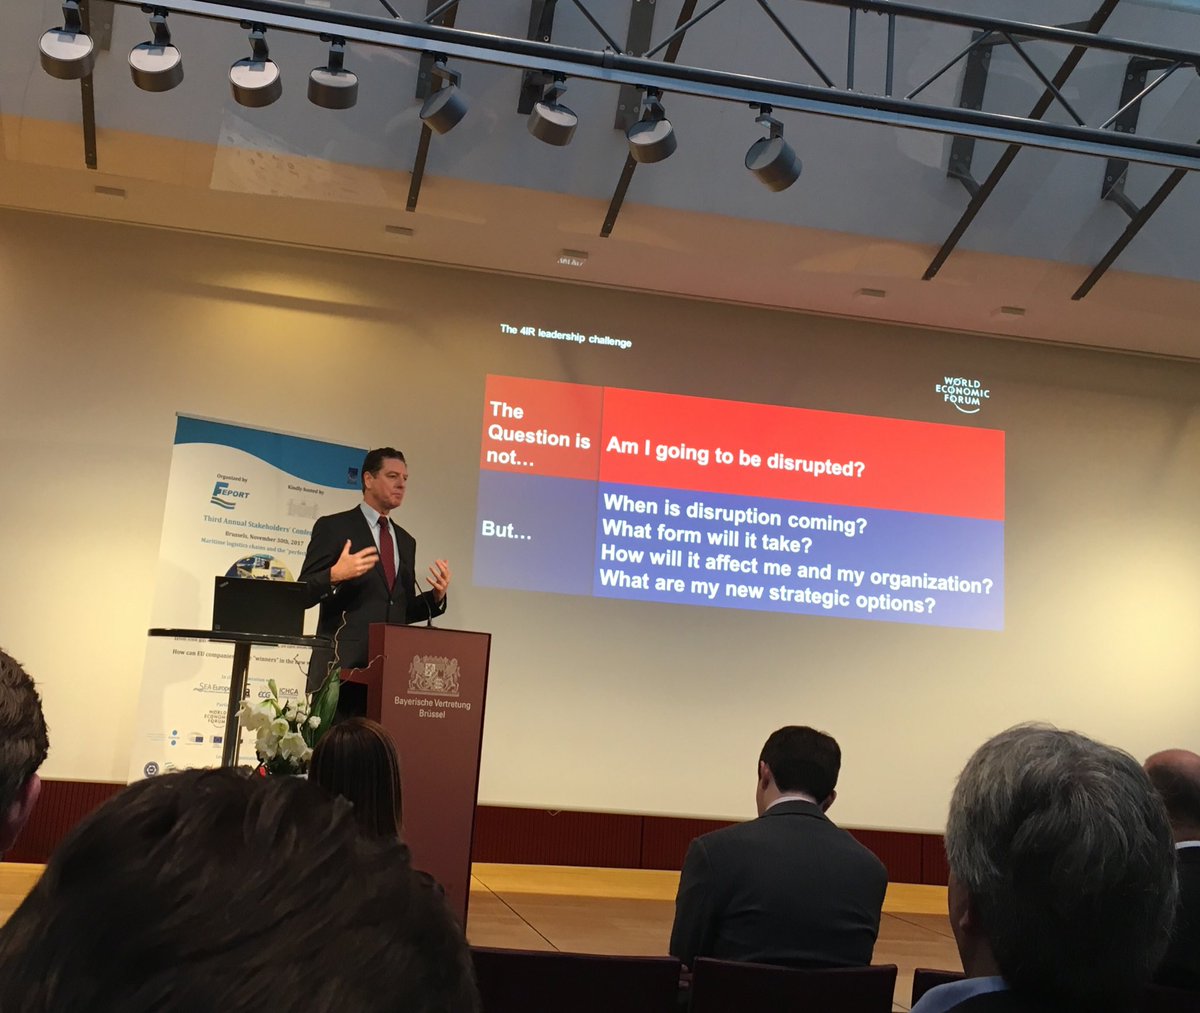 The 4IR leadership challenge
WORLD
ECONOMIC
FORUM
The
Question is
not...
Am I going to be disrupted?
But...
When is disruption coming?
What form will it take?
How will it affect me and my organization?
What are my new strategic options?
Organized by
Kindly hosted by
FEPORT
Third Annual Stakeholders'
Brussels, November 30th, 2017
Maritime logistics chains and the "perfect
How can EU companies "winners" in the new
SEA Europe
ECG
ICHCA
WORLD
ECONOMIC
FORUM
Bayerische Vertretung
Brüssel